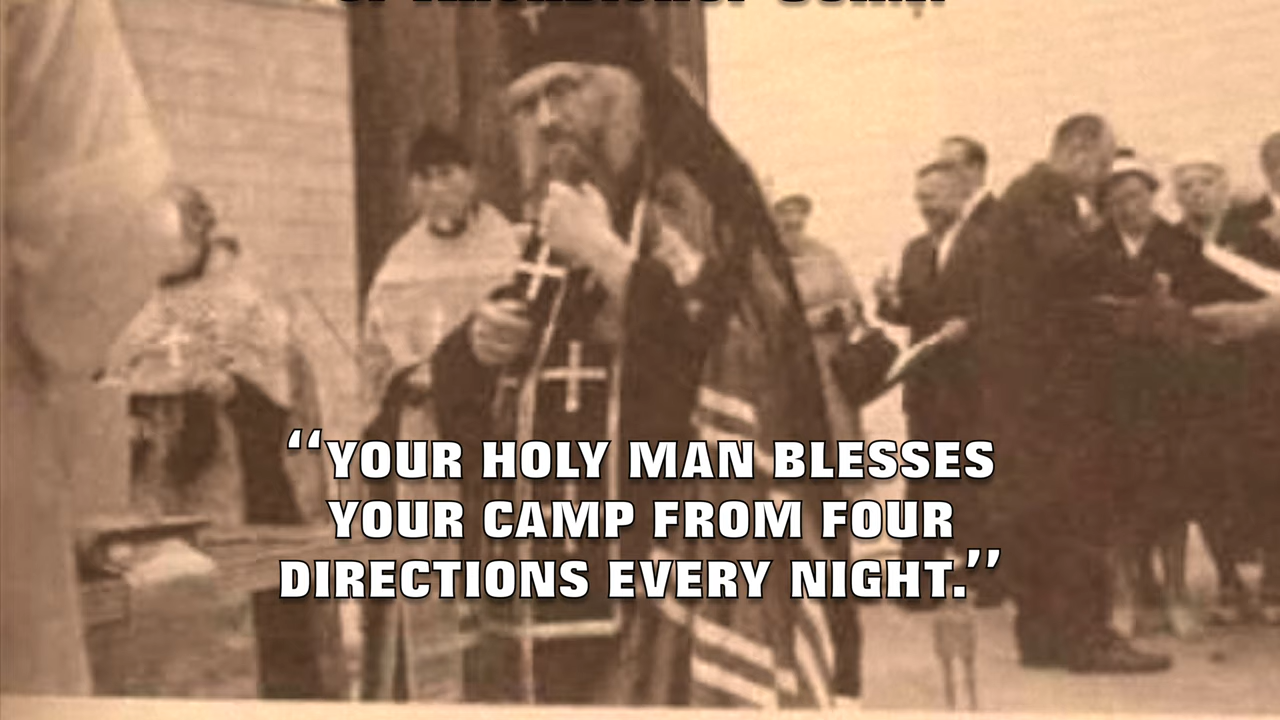 “YOUR HOLY MAN BLESSES
YOUR CAMP FROM FOUR
DIRECTIONS EVERY NIGHT.”